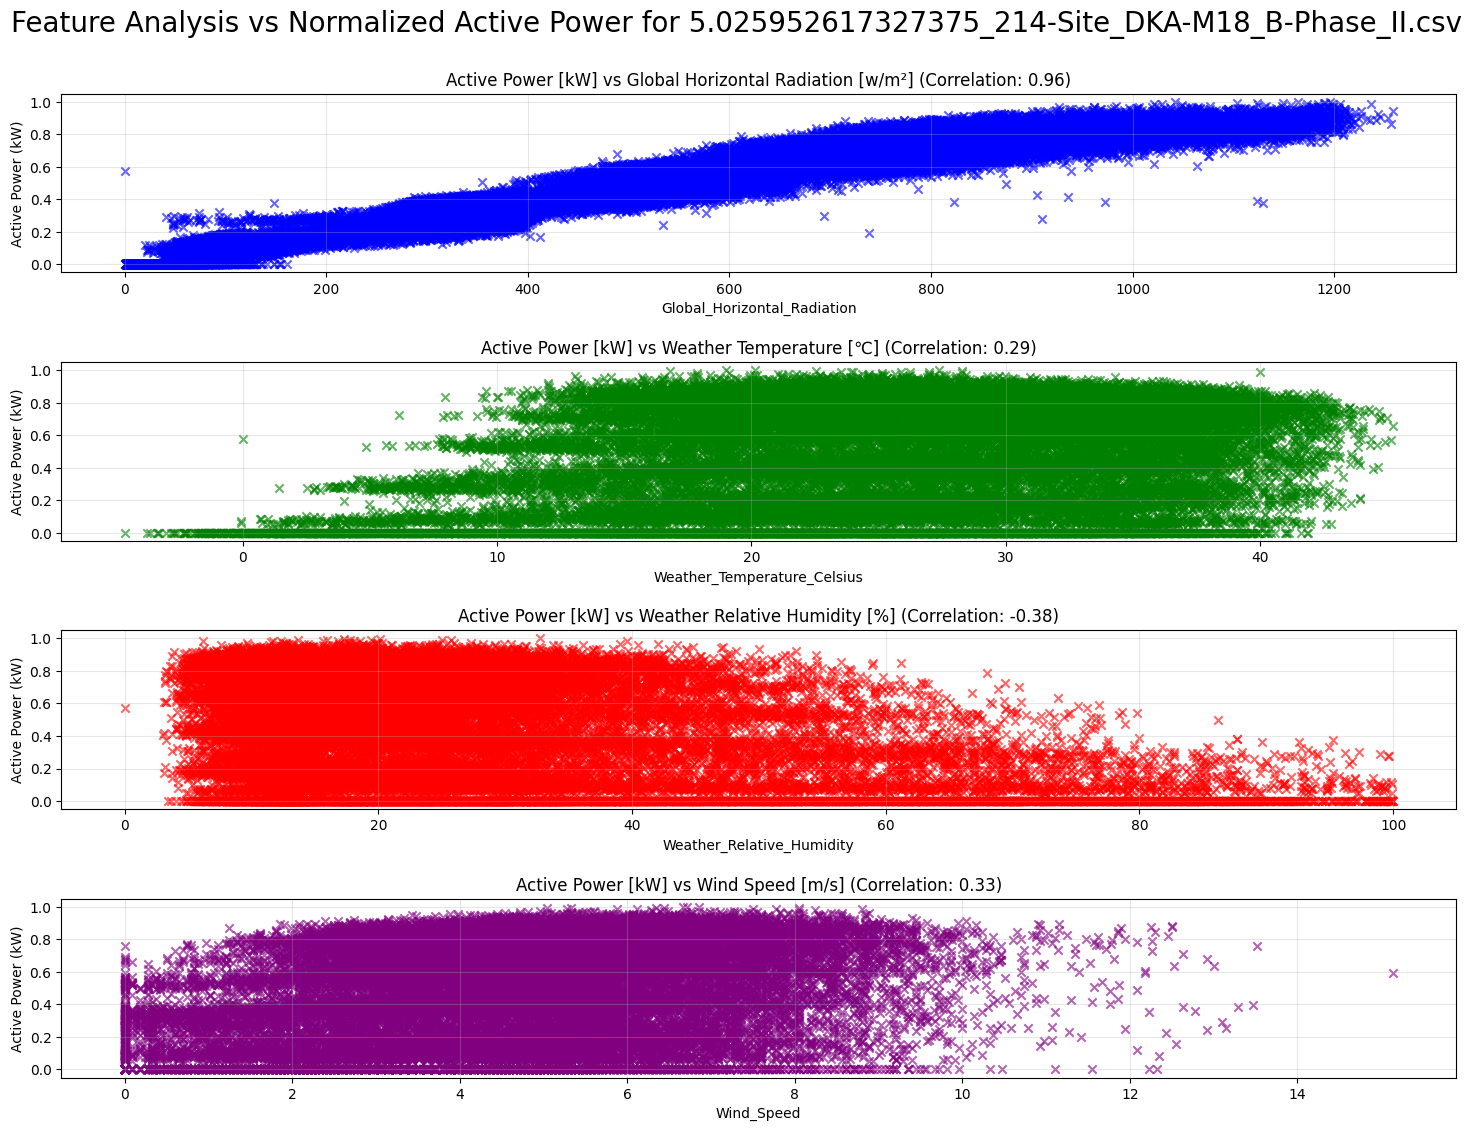 Feature Analysis vs Normalized Active Power for 5.025952617327375_214-Site_DKA-M18_B-Phase_II.csv
Active Power [kW] vs Global Horizontal Radiation [w/m²] (Correlation: 0.96)
Active Power (kW)
1.0
0.8
0.6
0.4
0.2
0.0
0 200 400 600 800 1000 1200
Global_Horizontal_Radiation
Active Power [kW] vs Weather Temperature [℃] (Correlation: 0.29)
Active Power (kW)
1.0
0.8
0.6
0.4
0.2
0.0
0 10 20 30 40
Weather_Temperature_Celsius
Active Power [kW] vs Weather Relative Humidity [%] (Correlation: -0.38)
Active Power (kW)
1.0
0.8
0.6
0.4
0.2
0.0
0 20 40 60 80 100
Weather_Relative_Humidity
Active Power [kW] vs Wind Speed [m/s] (Correlation: 0.33)
Active Power (kW)
1.0
0.8
0.6
0.4
0.2
0.0
0 2 4 6 8 10 12 14
Wind_Speed